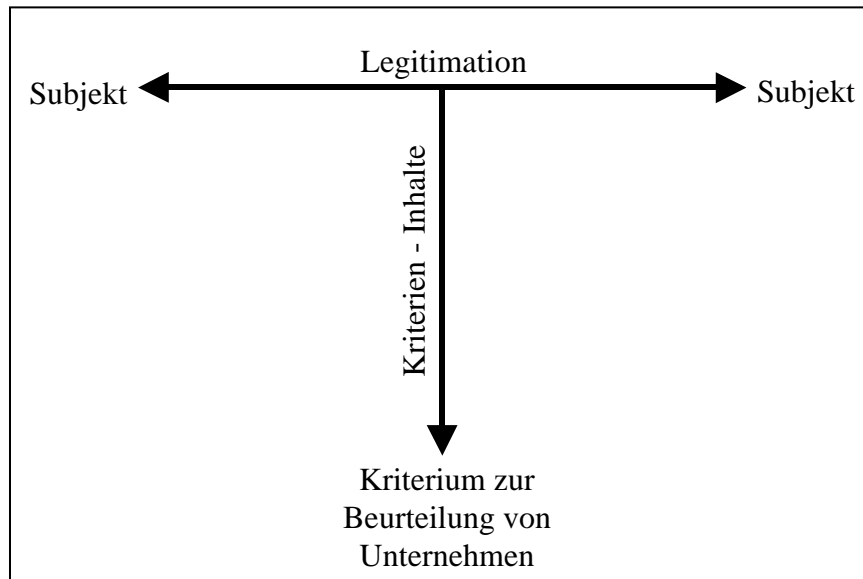 Legitimation
Subjekt
Subjekt
Kriterien - Inhalte
Kriterium zur
Beurteilung von
Unternehmen